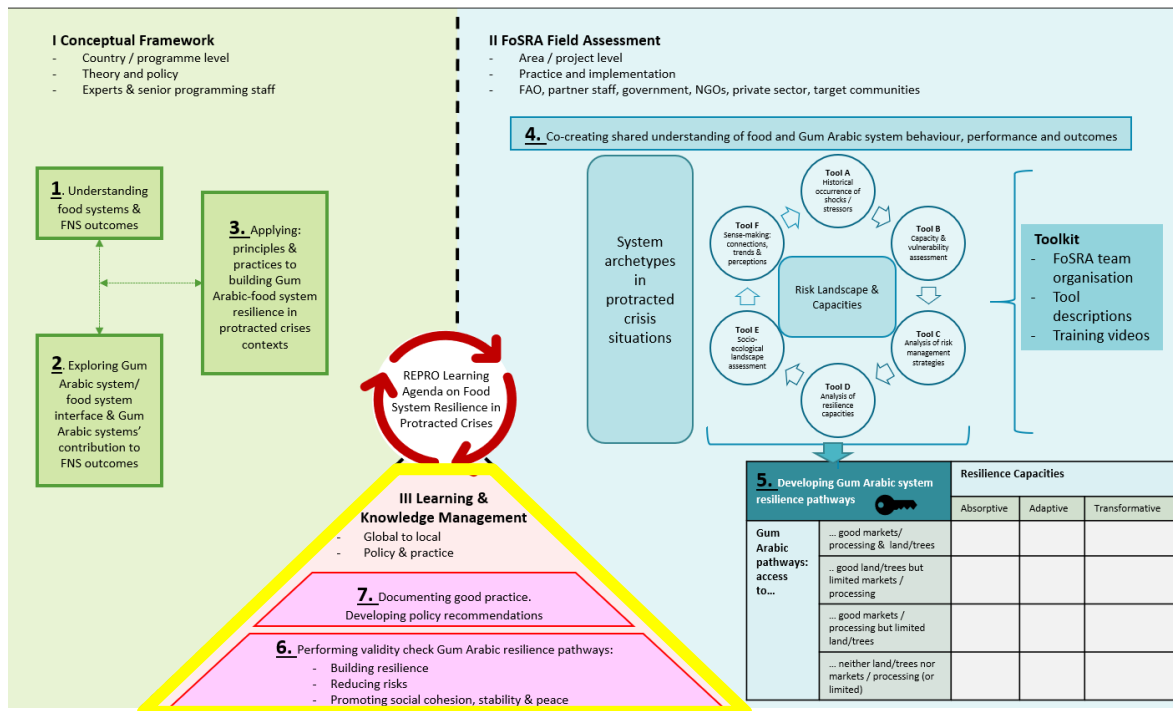 I Conceptual Framework
- Country / programme level
- Theory and policy
- Experts & senior programming staff
1. Understanding
food systems &
FNS outcomes
3. Applying:
principles &
practices to
building Gum
Arabic-food system
resilience in
protracted crises
contexts
2. Exploring Gum
Arabic system/
food system
interface & Gum
Arabic systems'
contribution to
FNS outcomes
II FoSRA Field Assessment
- Area / project level
- Practice and implementation
- FAO, partner staff, government, NGOs, private sector, target communities
4. Co-creating shared understanding of food and Gum Arabic system behaviour, performance and outcomes
System
archetypes
in
protracted
crisis
situations
Tool A
Historical
occurrence of
shocks /
stressors
Tool B
Capacity &
vulnerability
assessment
Tool C
Analysis of risk
management
strategies
Tool D
Analysis of
resilience
capacities
Tool E
Socio-
ecological
landscape
assessment
Tool F
Sense-making:
connections,
trends &
perceptions
Risk Landscape &
Capacities
Toolkit
- FoSRA team
organisation
- Tool
descriptions
- Training videos
REPRO Learning
Agenda on Food
System Resilience in
Protracted Crises
5. Developing Gum Arabic system
resilience pathways
Resilience Capacities
Absorptive
Adaptive
Transformative
Gum
Arabic
pathways:
access
to...
... good markets/
processing & land/trees
.. good land/trees but
limited markets /
processing
... good markets /
processing but limited
land/trees
... neither land/trees nor
markets / processing (or
limited)
III Learning &
Knowledge Management
- Global to local
- Policy & practice
7. Documenting good practice.
Developing policy recommendations
6. Performing validity check Gum Arabic resilience pathways:
- Building resilience
- Reducing risks
- Promoting social cohesion, stability & peace